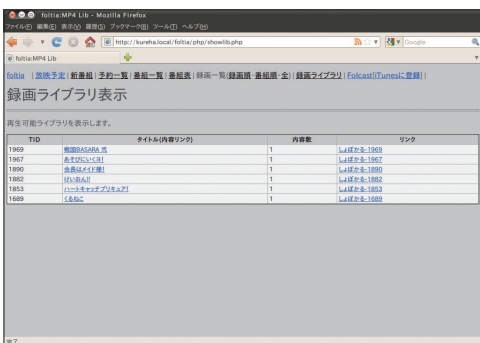 foltia:MP4 Lib - Mozilla Firefox
ファイル(F) 編集(E) 表示(V) 履歴(S) ブックマーク(B) ツール(T) ヘルプ(H)
http://kureha.local/foltia/php/showlib.php
Google
foltia:MP4 Lib
foltia | 放映予定 | 新番組 | 予約一覧 | 番組一覧 | 番組表 | 録画一覧(録画順・番組順・全) | 録画ライブラリ | Folcast[iTunesに登録] |
録画ライブラリ表示
再生可能ライブラリを表示します。
TID タイトル(内容リンク) 内容数 リンク
1969 戦国BASARA 弐 1 しょぼかる-1969
1967 あそびにいくヨ! 1 しょぼかる-1967
1890 会長はメイド様! 1 しょぼかる-1890
1882 けいおん!! 1 しょぼかる-1882
1853 ハートキャッチプリキュア! 1 しょぼかる-1853
1689 くるねこ 1 しょぼかる-1689
完了